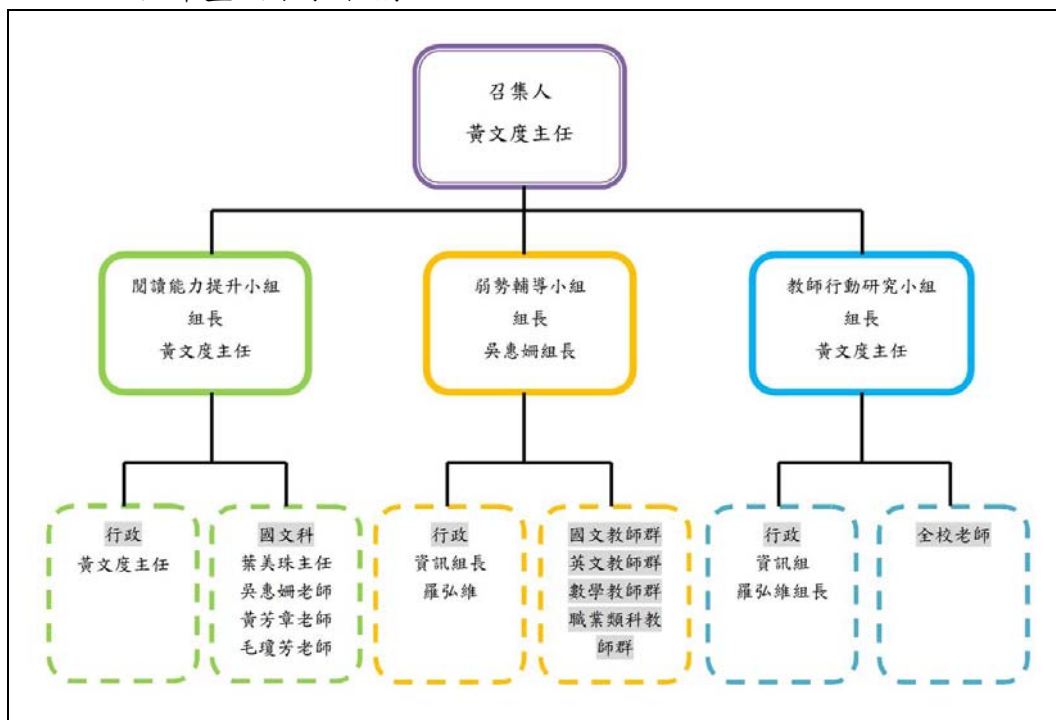 召集人
黃文度主任
閱讀能力提升小組
組長
黃文度主任
弱勢輔導小組
組長
吳惠姍組長
教師行動研究小組
組長
黃文度主任
行政
黃文度主任
國文科
葉美珠主任
吳惠姍老師
黃芳章老師
毛瓊芳老師
行政
資訊組長
羅弘維
國文教師群
英文教師群
數學教師群
職業類科教
師群
行政
資訊組
羅弘維組長
全校老師